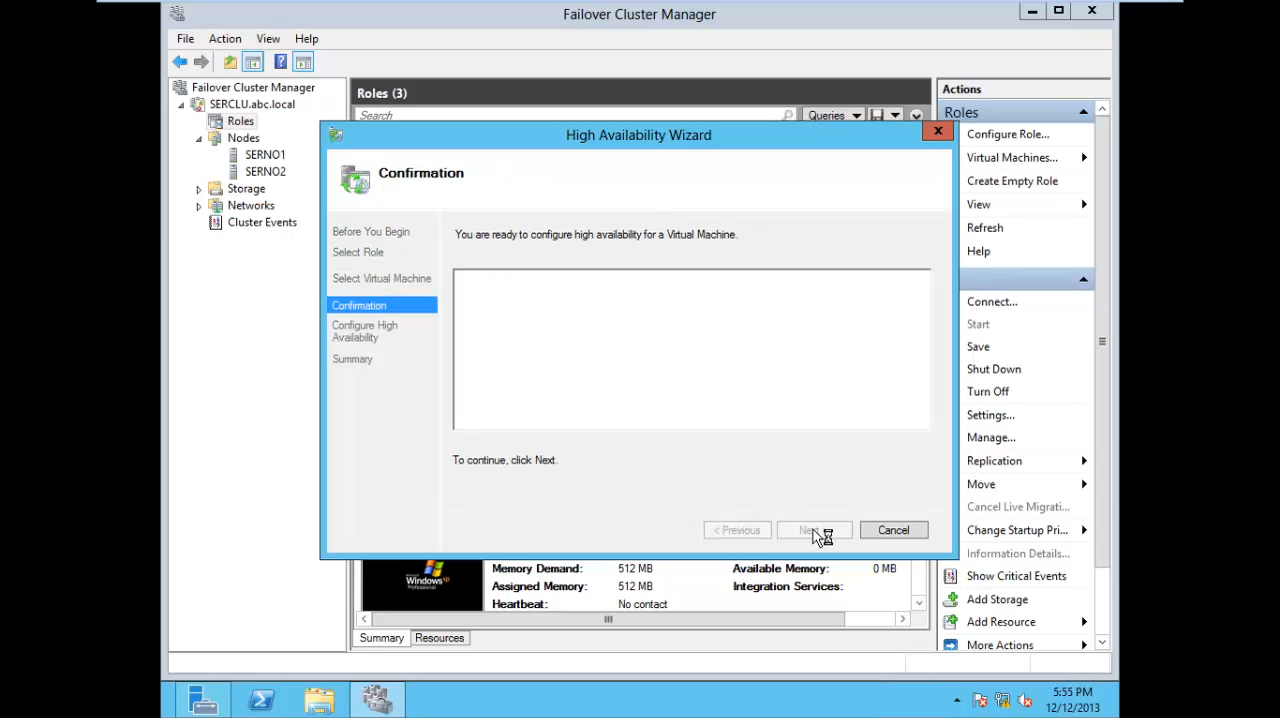 Failover Cluster Manager
File Action View Help
Failover Cluster Manager
SERCLU.abc.local
Roles
Nodes
SERNO1
SERNO2
Storage
Networks
Cluster Events
Roles (3)
Search
Queries
High Availability Wizard
Confirmation
Before You Begin
Select Role
Select Virtual Machine
Confirmation
Configure High
Availability
Summary
You are ready to configure high availability for a Virtual Machine.
To continue, click Next.
< Previous
Cancel
Windows xp
Professional
Memory Demand: 512 MB
Assigned Memory: 512 MB
Heartbeat: No contact
Available Memory: 0 MB
Integration Services:
Summary Resources
Actions
Roles
Configure Role...
Virtual Machines...
Create Empty Role
View
Refresh
Help
Connect...
Start
Save
Shut Down
Turn Off
Settings...
Manage...
Replication
Move
Cancel Live Migrati...
Change Startup Pri...
Information Details...
Show Critical Events
Add Storage
Add Resource
More Actions
5:55 PM
12/12/2013